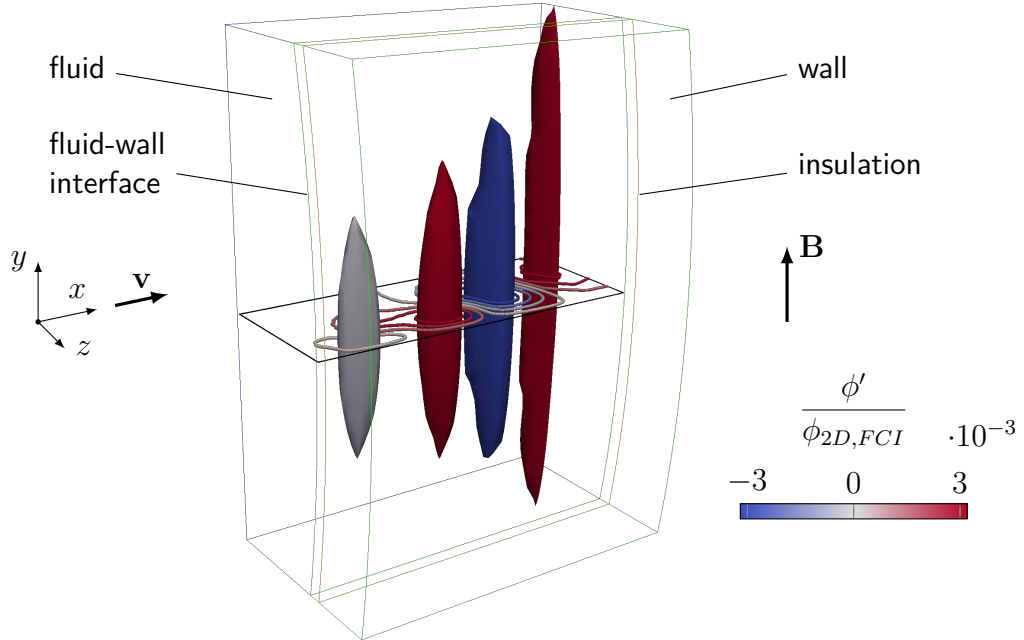 fluid
wall
fluid-wall
interface
insulation
y
x
z
v
B
ϕ′
ϕ2D,FCI
·10−3
−3 0 3